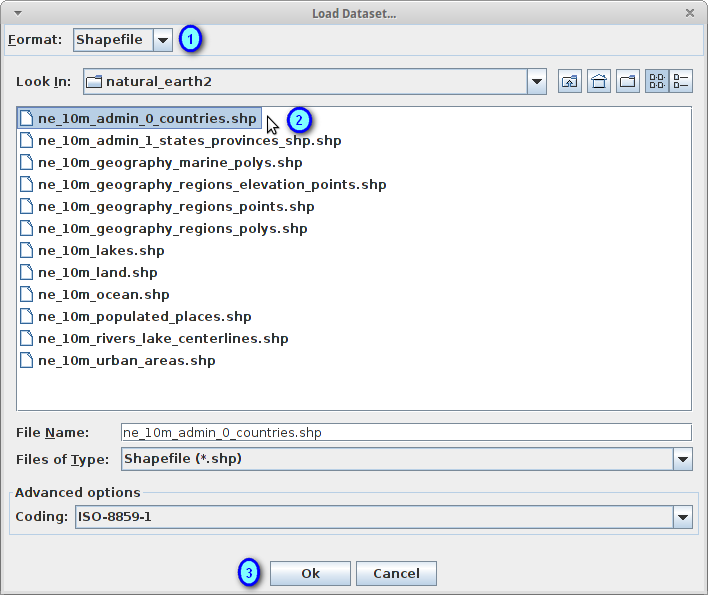 Load Dataset...
Format: Shapefile 1
Look In: natural_earth2
ne_10m_admin_0_countries.shp 2
ne_10m_admin_1_states_provinces_shp.shp
ne_10m_geography_marine_polys.shp
ne_10m_geography_regions_elevation_points.shp
ne_10m_geography_regions_points.shp
ne_10m_geography_regions_polys.shp
ne_10m_lakes.shp
ne_10m_land.shp
ne_10m_ocean.shp
ne_10m_populated_places.shp
ne_10m_rivers_lake_centerlines.shp
ne_10m_urban_areas.shp
File Name: ne_10m_admin_0_countries.shp
Files of Type: Shapefile (*.shp)
Advanced options
Coding: ISO-8859-1
3 Ok Cancel